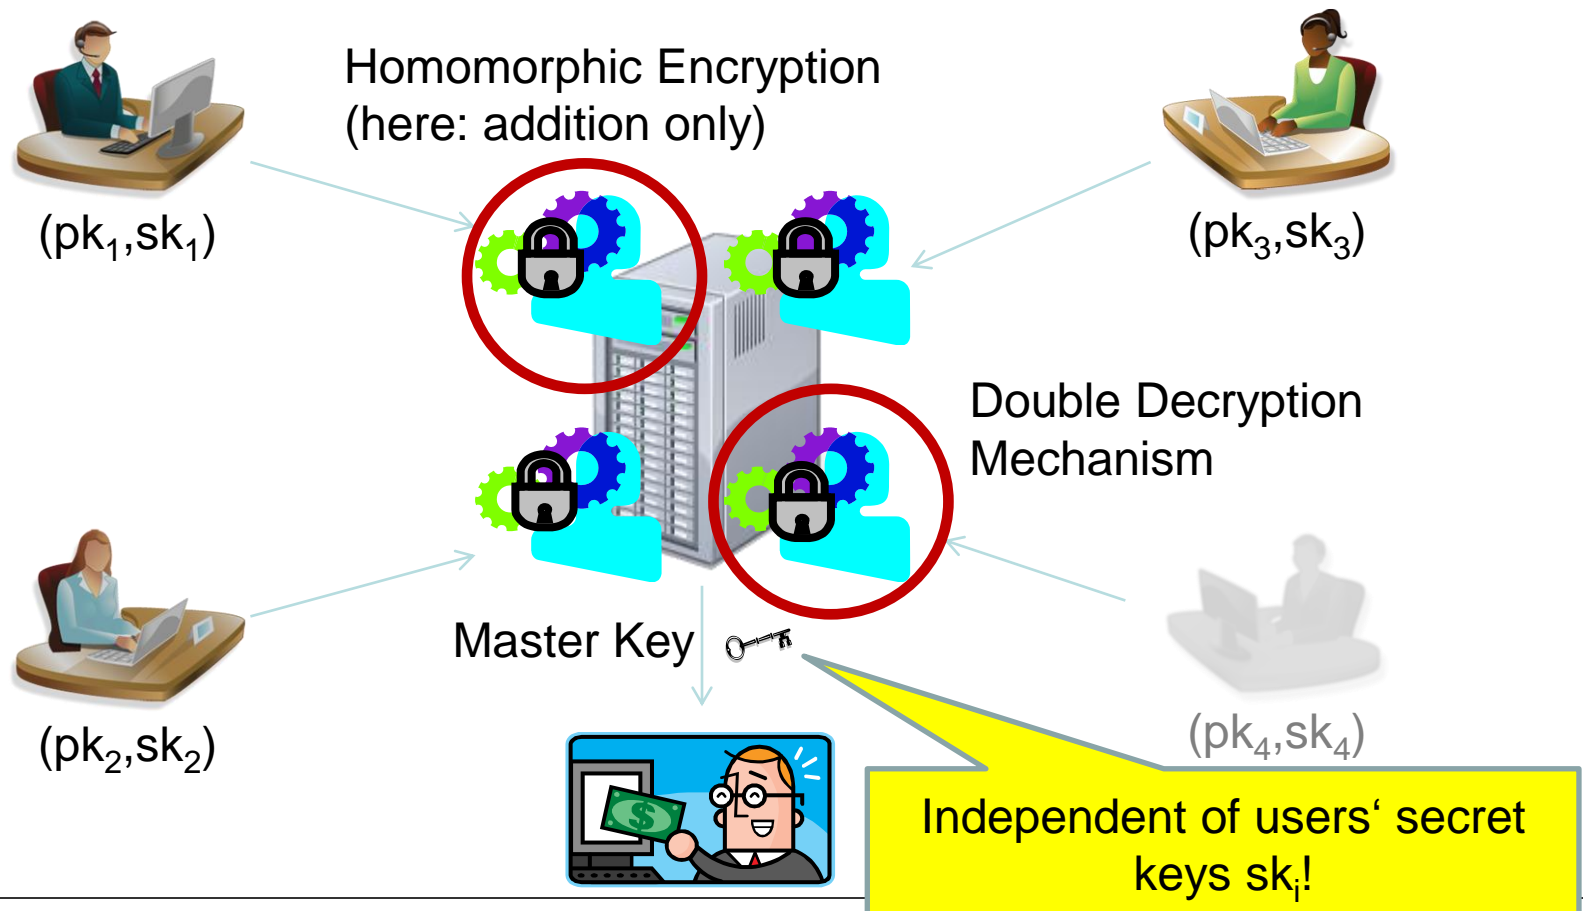 Homomorphic Encryption
(here: addition only)
(pk₁,sk₁)
(pk₃,sk₃)
Double Decryption
Mechanism
Master Key
(pk₂,sk₂)
(pk₄,sk₄)
$
Independent of users‘ secret
keys skᵢ!